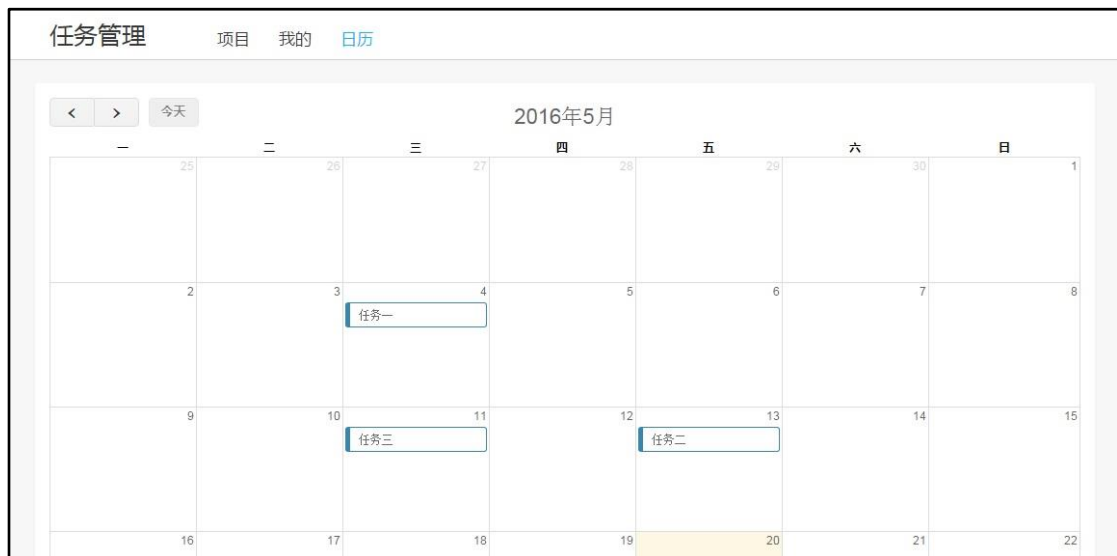 任务管理 项目 我的 日历
< > 今天 2016年5月
一 二 三 四 五 六 日
25 26 27 28 29 30 1
2 3 4 5 6 7 8
任务一
9 10 11 12 13 14 15
任务三 任务二
16 17 18 19 20 21 22